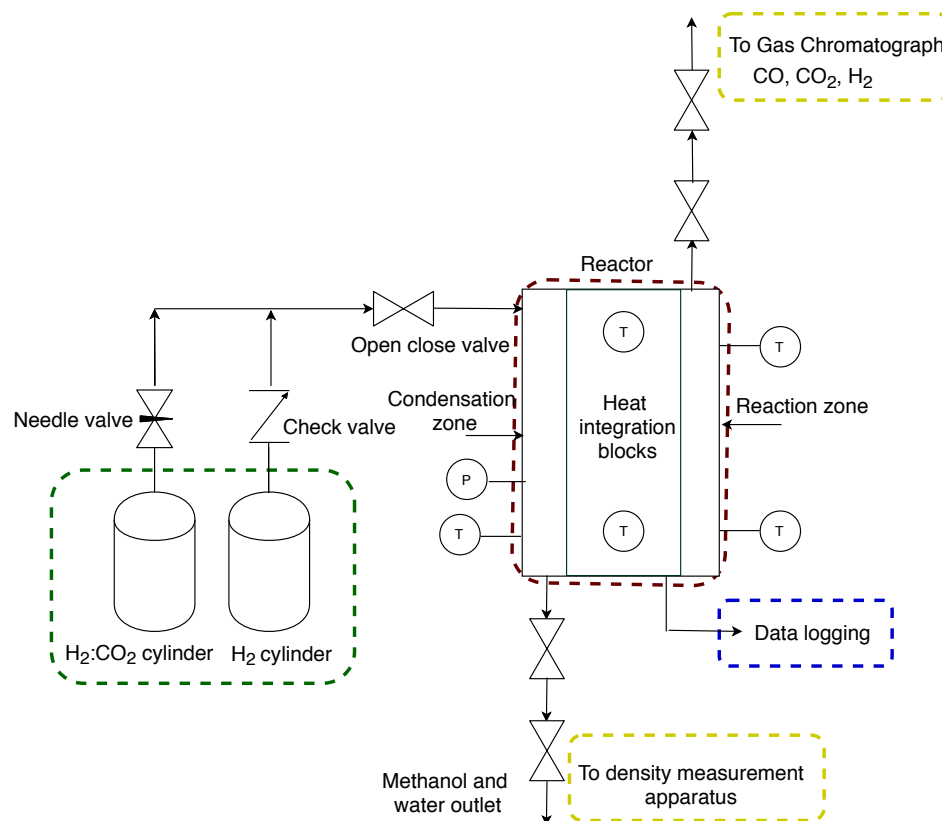 To Gas Chromatograph
CO, CO₂, H₂
Reactor
T
T
Open close valve
Needle valve
Check valve
Condensation
zone
Heat
integration
blocks
Reaction zone
P
T
T
T
H₂:CO₂ cylinder
H₂ cylinder
Data logging
Methanol and
water outlet
To density measurement
apparatus